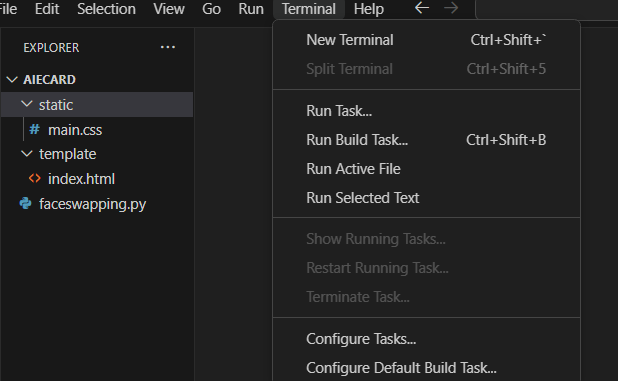 File Edit Selection View Go Run Terminal Help
EXPLORER
AIECARD
static
# main.css
template
<> index.html
faceswapping.py
New Terminal Ctrl+Shift+`
Split Terminal Ctrl+Shift+5
Run Task...
Run Build Task... Ctrl+Shift+B
Run Active File
Run Selected Text
Show Running Tasks...
Restart Running Task...
Terminate Task...
Configure Tasks...
Configure Default Build Task...